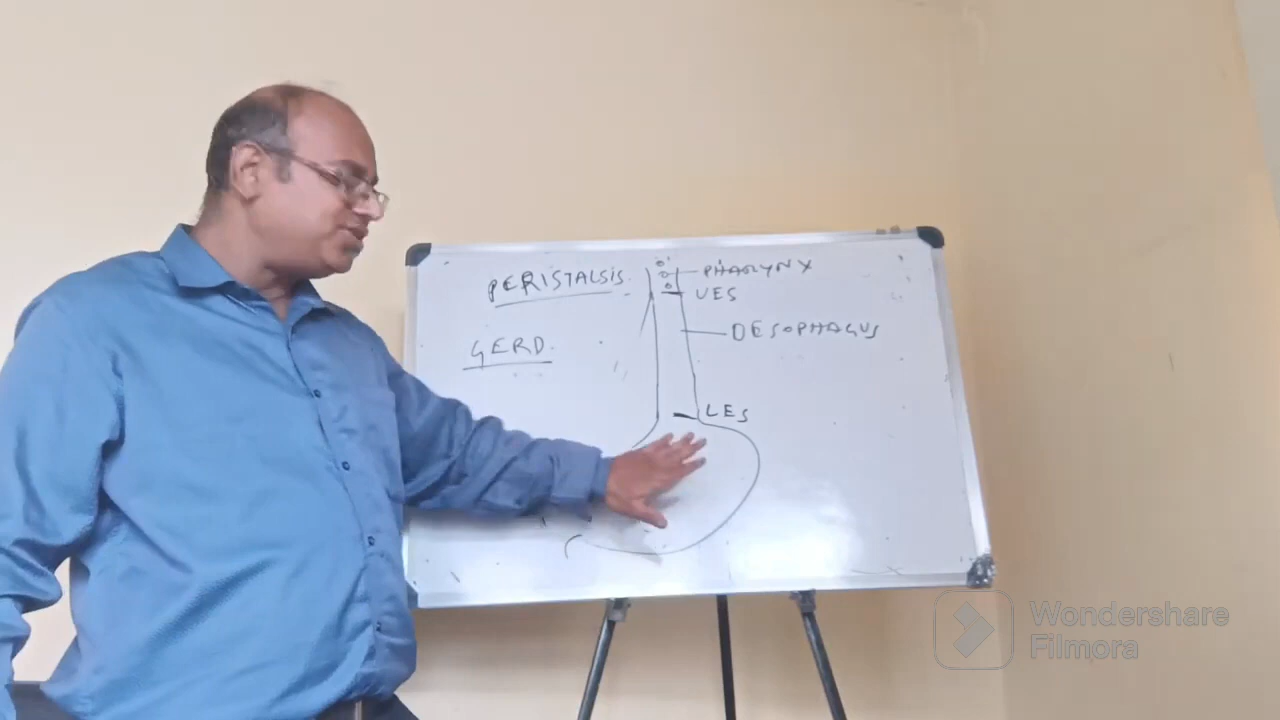 PERISTALSIS.
PHARYNX
UES
OESOPHAGUS
GERD.
LES
Wondershare
Filmora